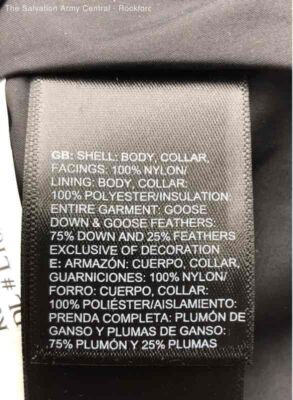 The Salvation Army Central - Rockford
GB: SHELL: BODY, COLLAR,
FACINGS: 100% NYLON/
LINING: BODY, COLLAR:
100% POLYESTER/INSULATION:
ENTIRE GARMENT: GOOSE
DOWN & GOOSE FEATHERS:
75% DOWN AND 25% FEATHERS
EXCLUSIVE OF DECORATION
E: ARMAZÓN: CUERPO, COLLAR,
GUARNICIONES: 100% NYLON/
FORRO: CUERPO, COLLAR:
100% POLIÉSTER/AISLAMIENTO:
PRENDA COMPLETA: PLUMÓN DE
GANSO Y PLUMAS DE GANSO:
75% PLUMÓN Y 25% PLUMAS